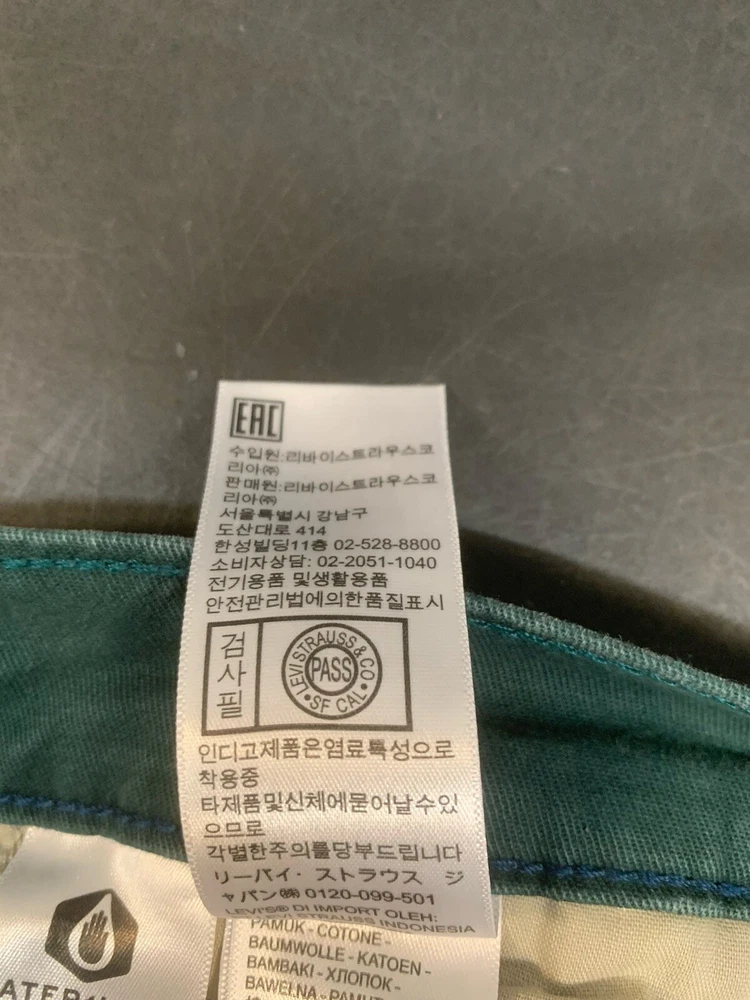 EAC
수입원:리바이스트라우스코
리아㈜
판매원:리바이스트라우스코
리아㈜
서울특별시 강남구
도산대로 414
한성빌딩11층 02-528-8800
소비자상담: 02-2051-1040
전기용품 및생활용품
안전관리법에의한품질표시
검
사
필
LEVI STRAUSS & CO
PASS
SF CAL
인디고제품은염료특성으로
착용중
타제품및신체에묻어날수있
으므로
각별한주의를당부드립니다
リーバイ・ストラウス ジ
ャパン㈱ 0120-099-501
LEVI'S® DI IMPORT OLEH:
LEVI STRAUSS INDONESIA
PAMUK - COTONE -
BAUMWOLLE - KATOEN -
BAMBAKI - ХЛОПОК -
BAWEŁNA - PAMUT